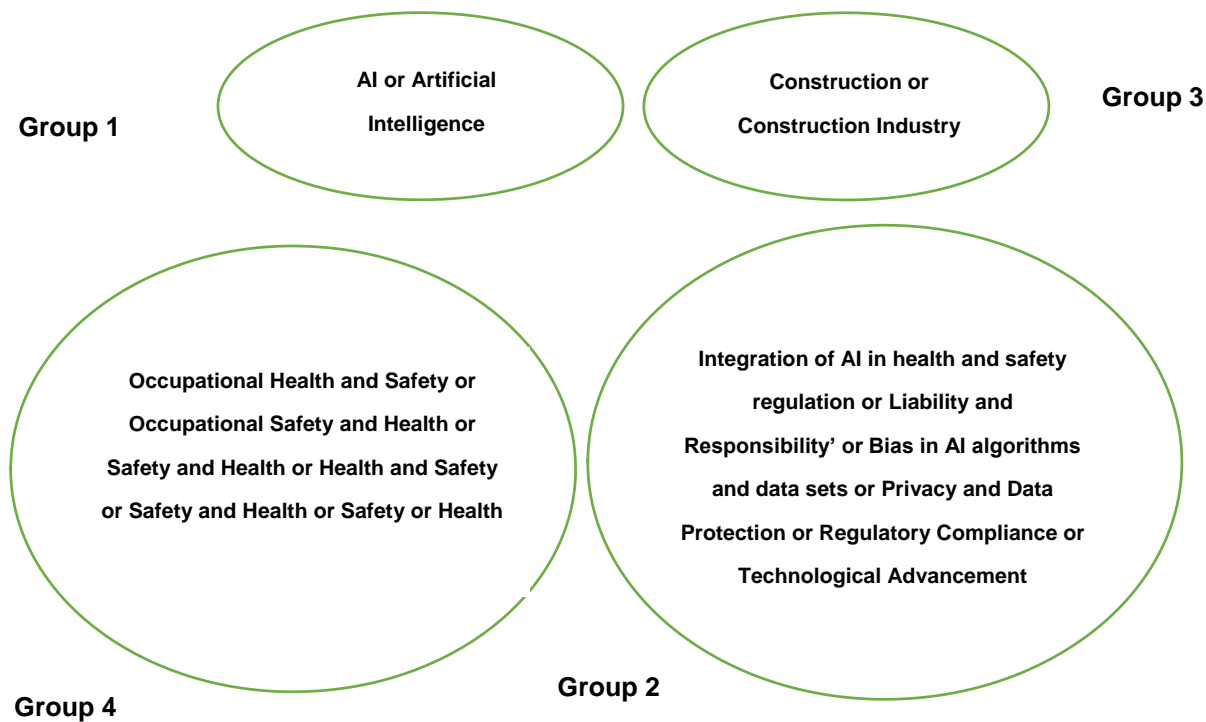 Group 1
AI or Artificial
Intelligence
Construction or
Construction Industry
Group 3
Occupational Health and Safety or
Occupational Safety and Health or
Safety and Health or Health and Safety
or Safety and Health or Safety or Health
Group 4
Integration of AI in health and safety
regulation or Liability and
Responsibility’ or Bias in AI algorithms
and data sets or Privacy and Data
Protection or Regulatory Compliance or
Technological Advancement
Group 2